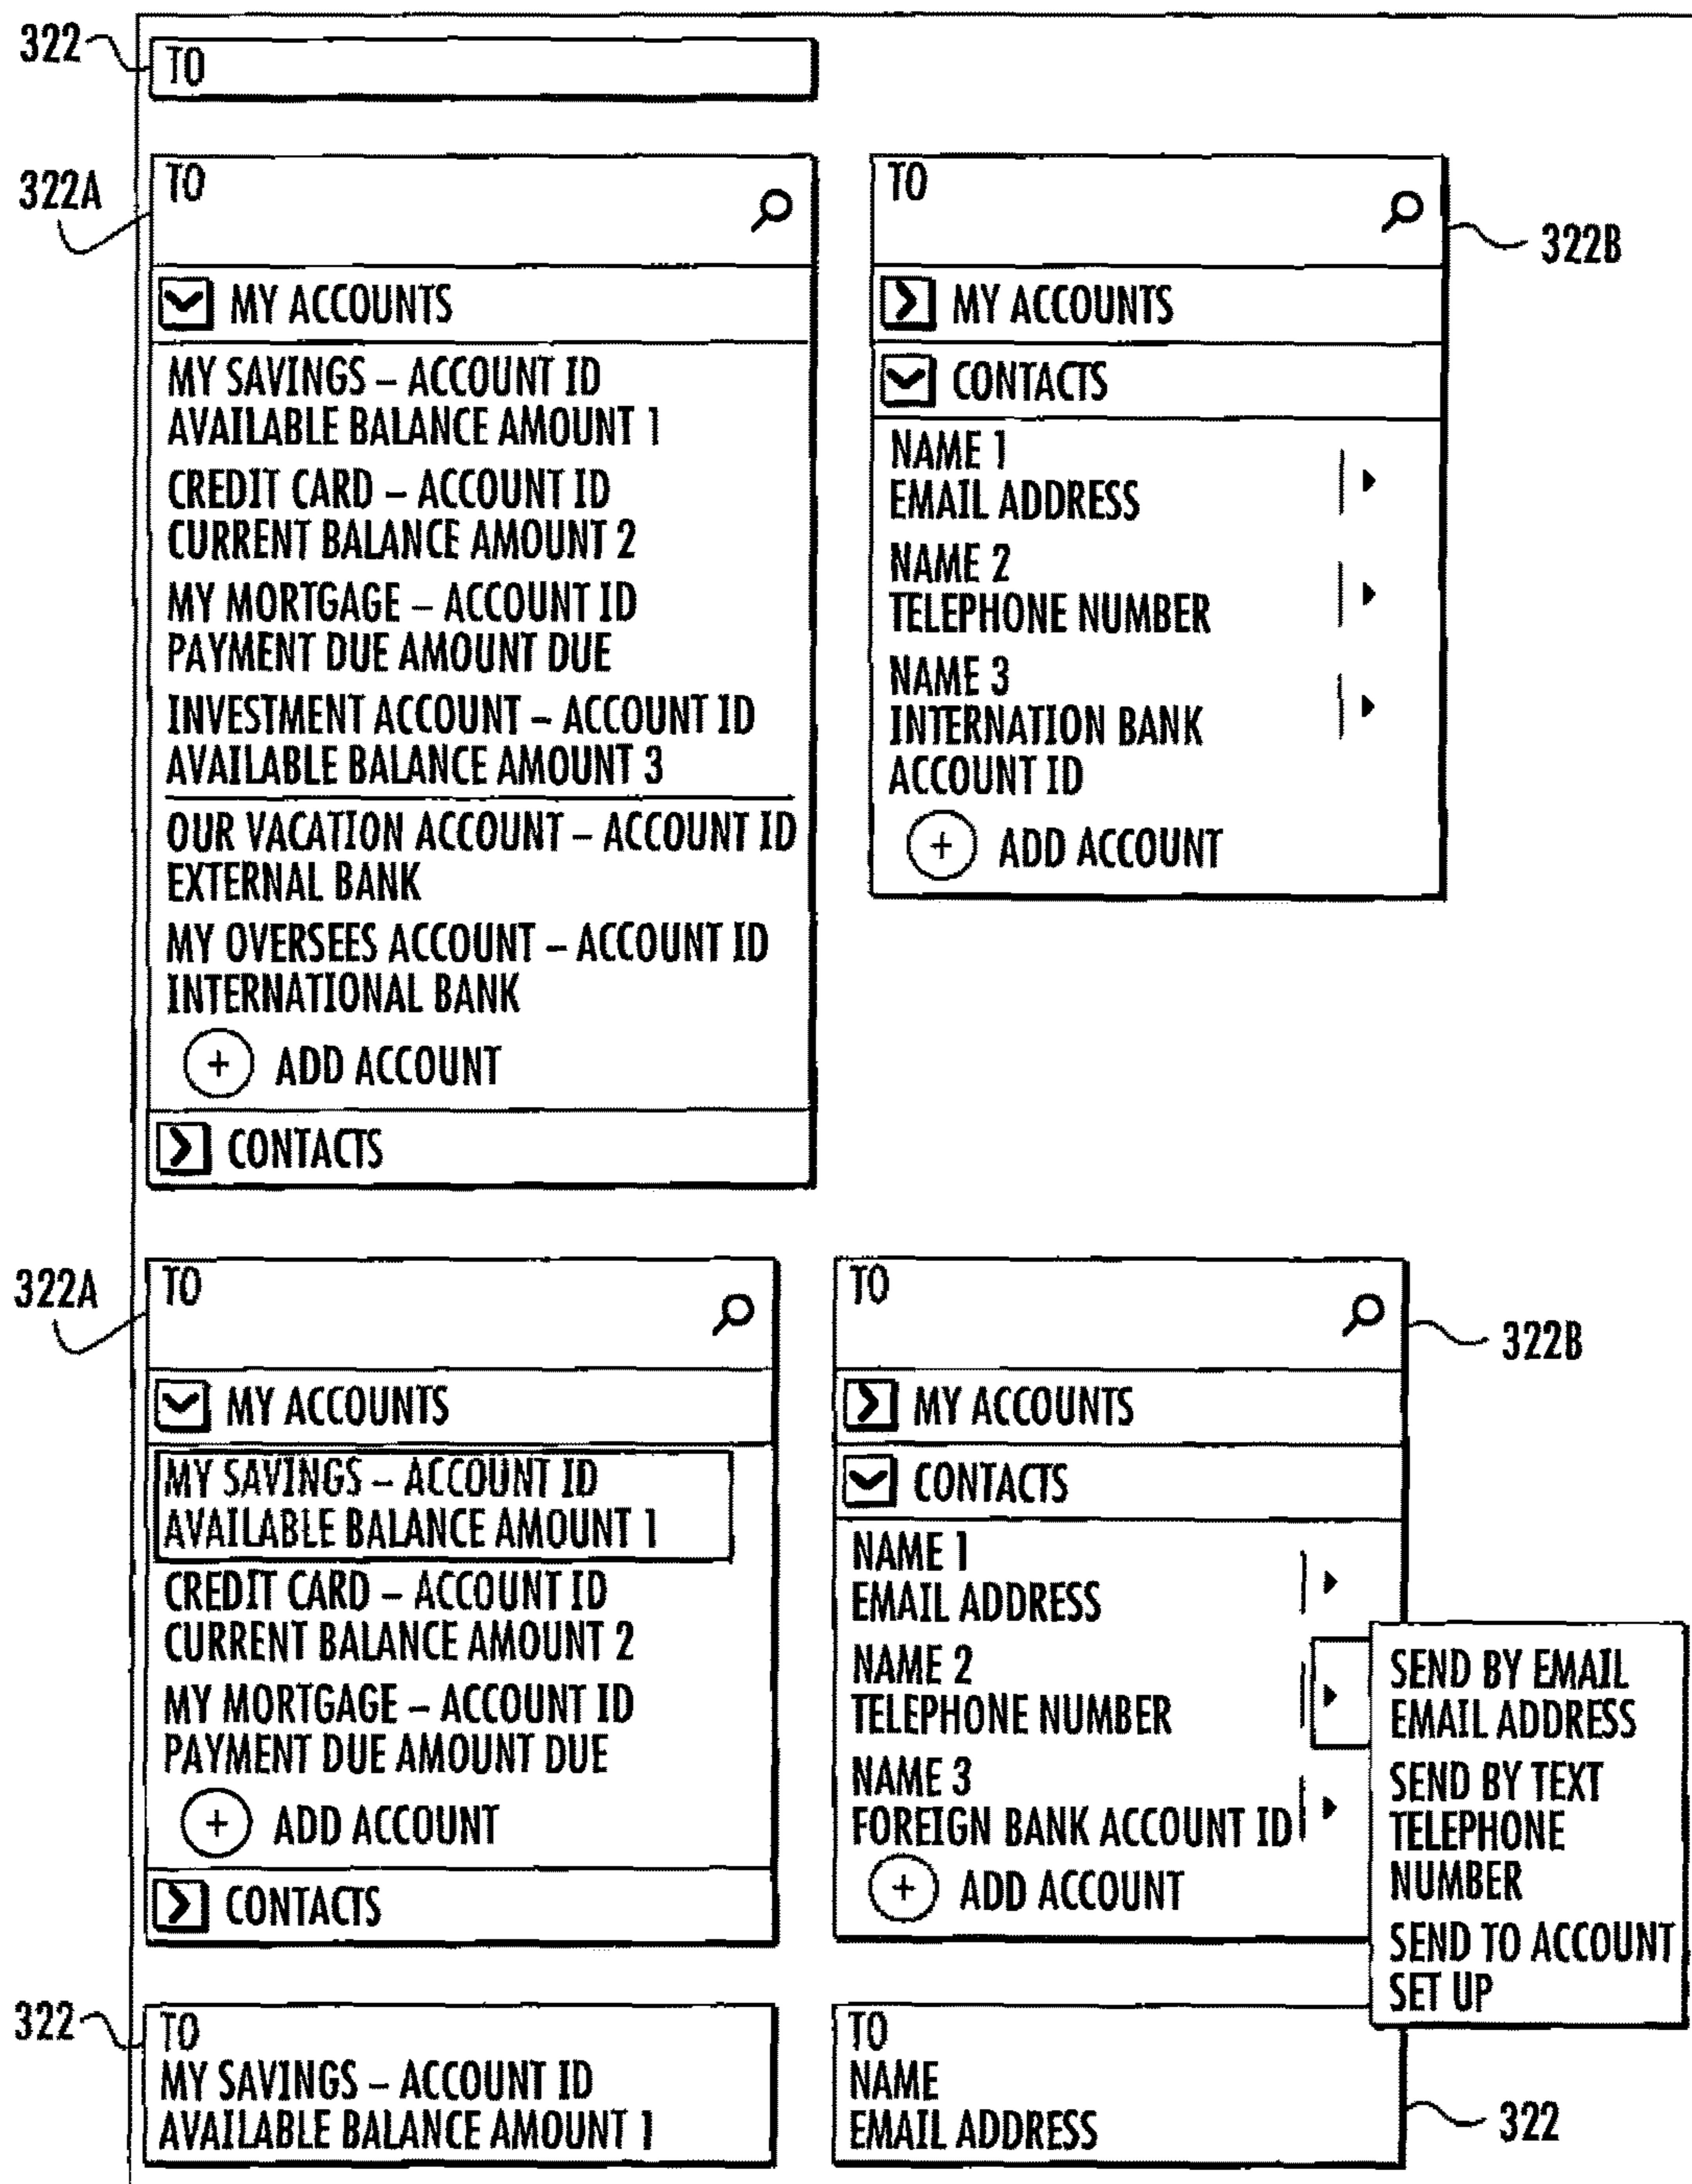 322
TO
322A
TO
MY ACCOUNTS
MY SAVINGS – ACCOUNT ID
AVAILABLE BALANCE AMOUNT 1
CREDIT CARD – ACCOUNT ID
CURRENT BALANCE AMOUNT 2
MY MORTGAGE – ACCOUNT ID
PAYMENT DUE AMOUNT DUE
INVESTMENT ACCOUNT – ACCOUNT ID
AVAILABLE BALANCE AMOUNT 3
OUR VACATION ACCOUNT – ACCOUNT ID
EXTERNAL BANK
MY OVERSEES ACCOUNT – ACCOUNT ID
INTERNATIONAL BANK
+ ADD ACCOUNT
CONTACTS
TO
322B
MY ACCOUNTS
CONTACTS
NAME 1
EMAIL ADDRESS
NAME 2
TELEPHONE NUMBER
NAME 3
INTERNATION BANK
ACCOUNT ID
+ ADD ACCOUNT
322A
TO
MY ACCOUNTS
MY SAVINGS – ACCOUNT ID
AVAILABLE BALANCE AMOUNT 1
CREDIT CARD – ACCOUNT ID
CURRENT BALANCE AMOUNT 2
MY MORTGAGE – ACCOUNT ID
PAYMENT DUE AMOUNT DUE
+ ADD ACCOUNT
CONTACTS
TO
322B
MY ACCOUNTS
CONTACTS
NAME 1
EMAIL ADDRESS
NAME 2
TELEPHONE NUMBER
NAME 3
FOREIGN BANK ACCOUNT ID
+ ADD ACCOUNT
SEND BY EMAIL
EMAIL ADDRESS
SEND BY TEXT
TELEPHONE
NUMBER
SEND TO ACCOUNT
SET UP
322
TO
MY SAVINGS – ACCOUNT ID
AVAILABLE BALANCE AMOUNT 1
TO
NAME
EMAIL ADDRESS
322